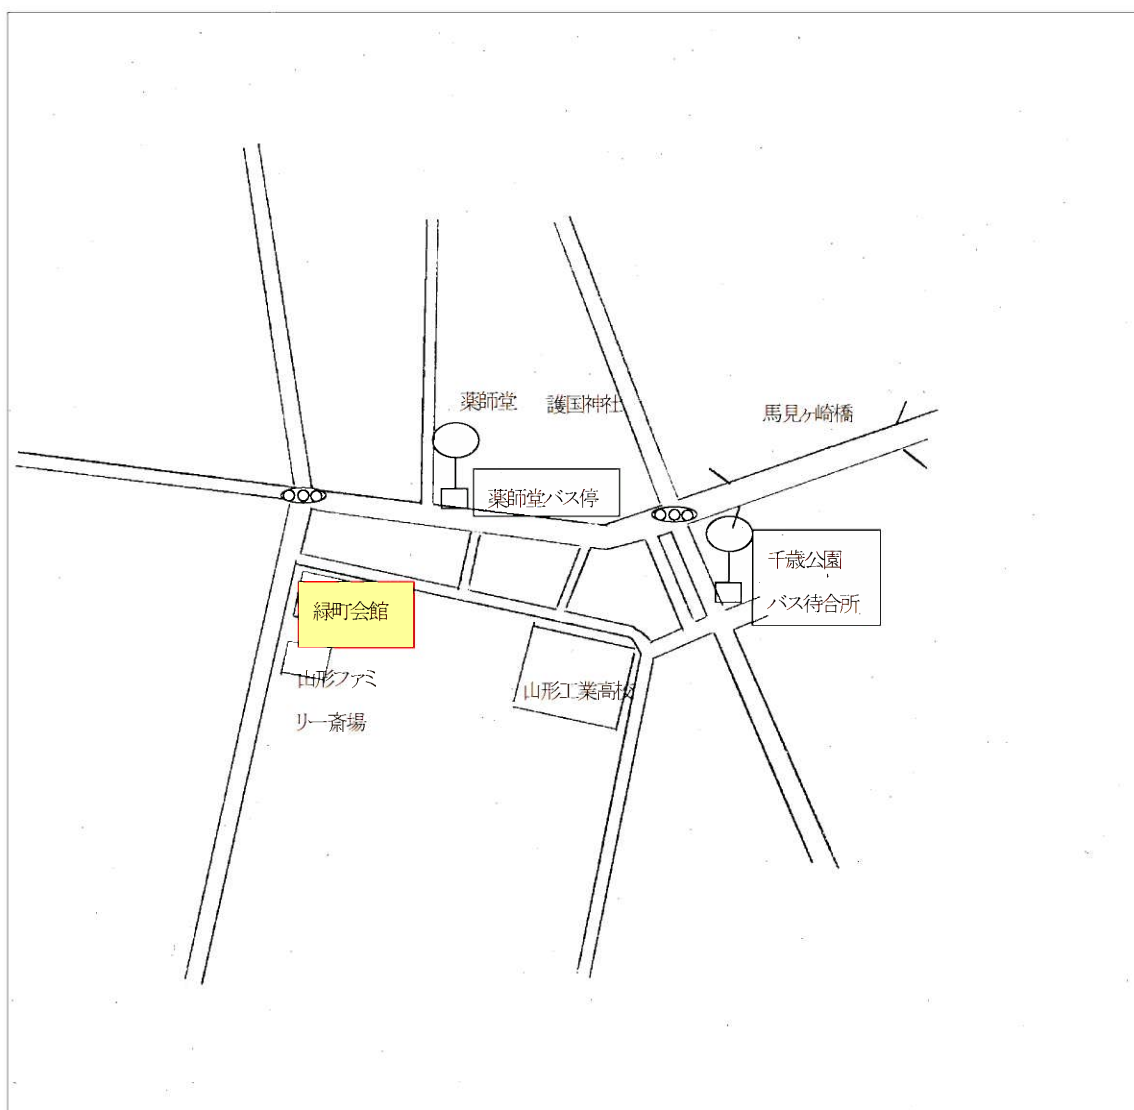 薬師堂
護国神社
馬見ヶ崎橋
薬師堂バス停
千歳公園
バス待合所
緑町会館
山形ファミ
リー斎場
山形工業高校